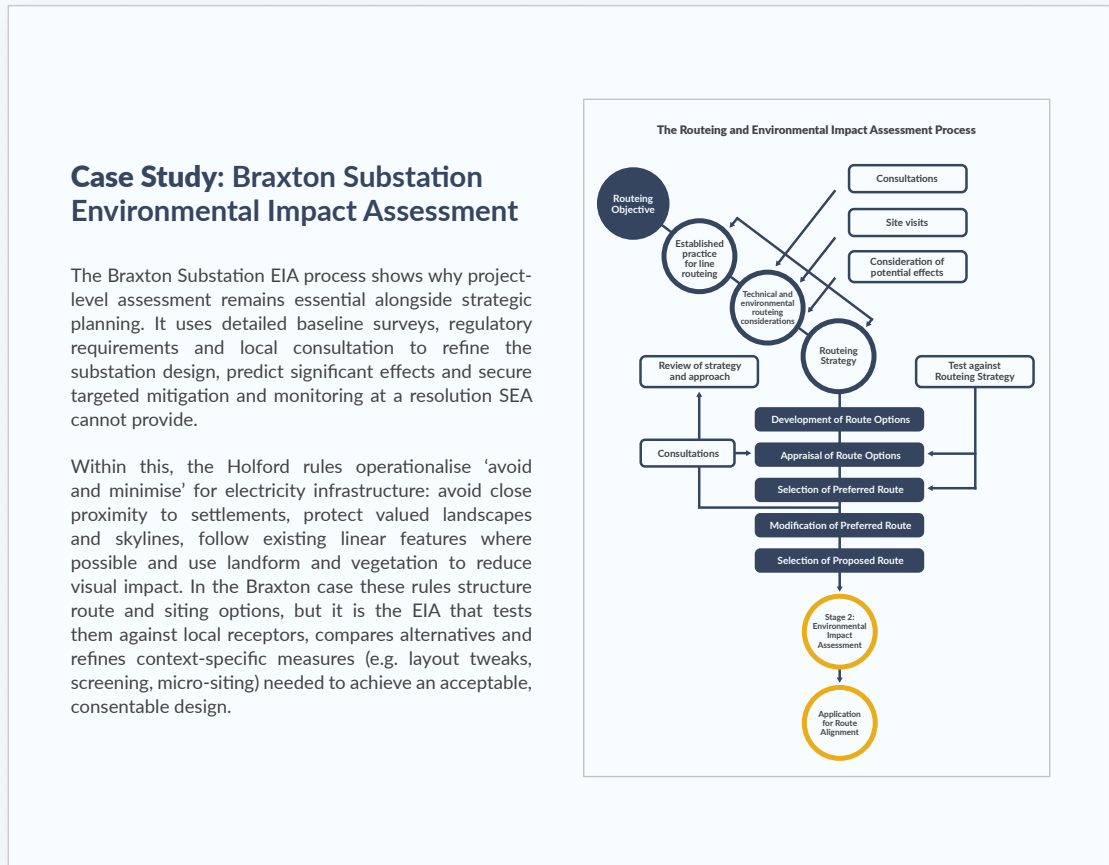 Case Study: Braxton Substation
Environmental Impact Assessment
The Braxton Substation EIA process shows why project-
level assessment remains essential alongside strategic
planning. It uses detailed baseline surveys, regulatory
requirements and local consultation to refine the
substation design, predict significant effects and secure
targeted mitigation and monitoring at a resolution SEA
cannot provide.
Within this, the Holford rules operationalise ‘avoid
and minimise’ for electricity infrastructure: avoid close
proximity to settlements, protect valued landscapes
and skylines, follow existing linear features where
possible and use landform and vegetation to reduce
visual impact. In the Braxton case these rules structure
route and siting options, but it is the EIA that tests
them against local receptors, compares alternatives and
refines context-specific measures (e.g. layout tweaks,
screening, micro-siting) needed to achieve an acceptable,
consentable design.
The Routeing and Environmental Impact Assessment Process
Routeing
Objective
Established
practice
for line
routeing
Technical and
environmental
routeing
considerations
Routeing
Strategy
Consultations
Site visits
Consideration of
potential effects
Review of strategy
and approach
Test against
Routeing Strategy
Consultations
Development of Route Options
Appraisal of Route Options
Selection of Preferred Route
Modification of Preferred Route
Selection of Proposed Route
Stage 2:
Environmental
Impact
Assessment
Application
for Route
Alignment